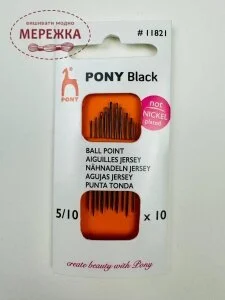 ВИШИВАТИ МОДНО
МЕРЕЖКА
# 11821
PONY
PONY Black
not
NICKEL
plated
BALL POINT
AIGUILLES JERSEY
NÄHNADELN JERSEY
AGUJAS JERSEY
PUNTA TONDA
5/10 x 10
create beauty with Pony